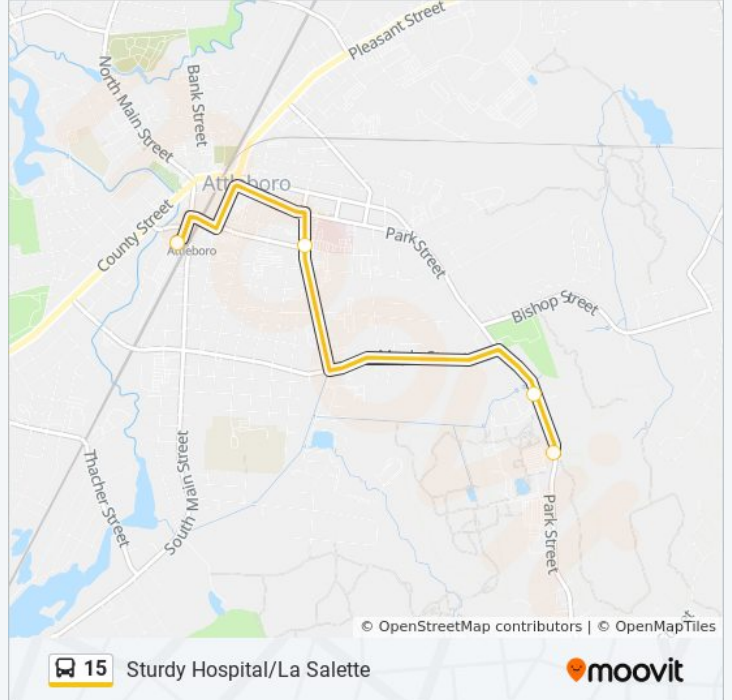 Pleasant Street
North Main Street
Bank Street
Attleboro
County Street
Attleboro
Park Street
Bishop Street
Thacher Street
South Main Street
Park Street
© OpenStreetMap contributors | © OpenMapTiles
15 Sturdy Hospital/La Salette
moovit